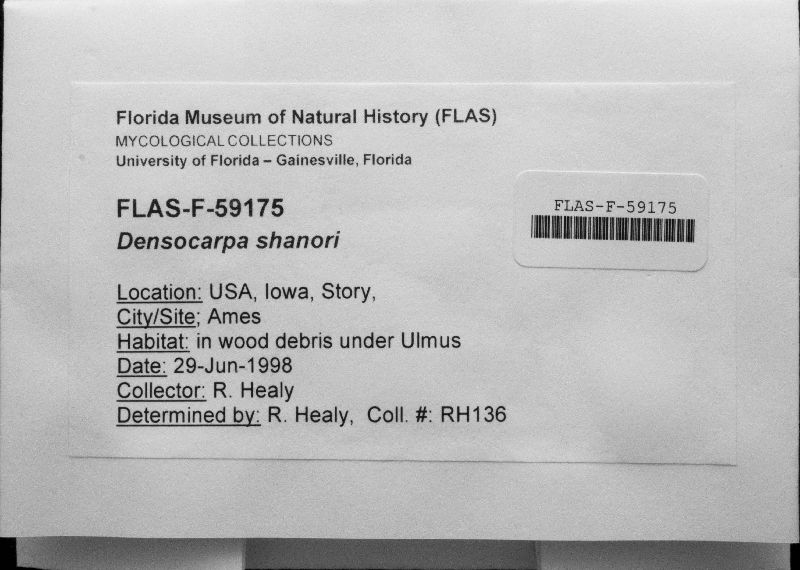 Florida Museum of Natural History (FLAS)
MYCOLOGICAL COLLECTIONS
University of Florida – Gainesville, Florida
FLAS-F-59175
Densocarpa shanori
FLAS-F-59175
Location: USA, Iowa, Story,
City/Site; Ames
Habitat: in wood debris under Ulmus
Date: 29-Jun-1998
Collector: R. Healy
Determined by: R. Healy, Coll. #: RH136